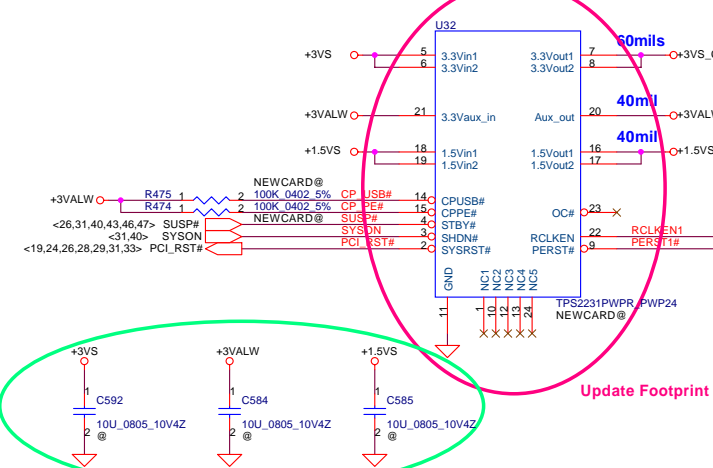 U32
60mils
+3VS 5 3.3Vin1 3.3Vout1 7 +3VS_
6 3.3Vin2 3.3Vout2 8
40mil
+3VALW 21 3.3Vaux_in Aux_out 20 +3VAL
40mil
+1.5VS 18 1.5Vin1 1.5Vout1 16 +1.5VS
19 1.5Vin2 1.5Vout2 17
NEWCARD@
+3VALW R475 1 2 100K_0402_5% CP_USB# 14 CPUSB#
R474 1 2 100K_0402_5% CP_PE# 15 CPPE# OC# 23
NEWCARD@
<26,31,40,43,46,47> SUSP# SUSP# 4 STBY#
<31,40> SYSON SYSON 3 SHDN# RCLKEN 22 RCLKEN1
<19,24,26,28,29,31,33> PCI_RST# PCI_RST# 2 SYSRST# PERST# 9 PERST1#
GND NC1 NC2 NC3 NC4 NC5
11 1 10 12 13 24
TPS2231PWPR_PWP24
NEWCARD@
+3VS +3VALW +1.5VS
1 1 1
C592 C584 C585
10U_0805_10V4Z 10U_0805_10V4Z 10U_0805_10V4Z
2 @ 2 @ 2 @
Update Footprint